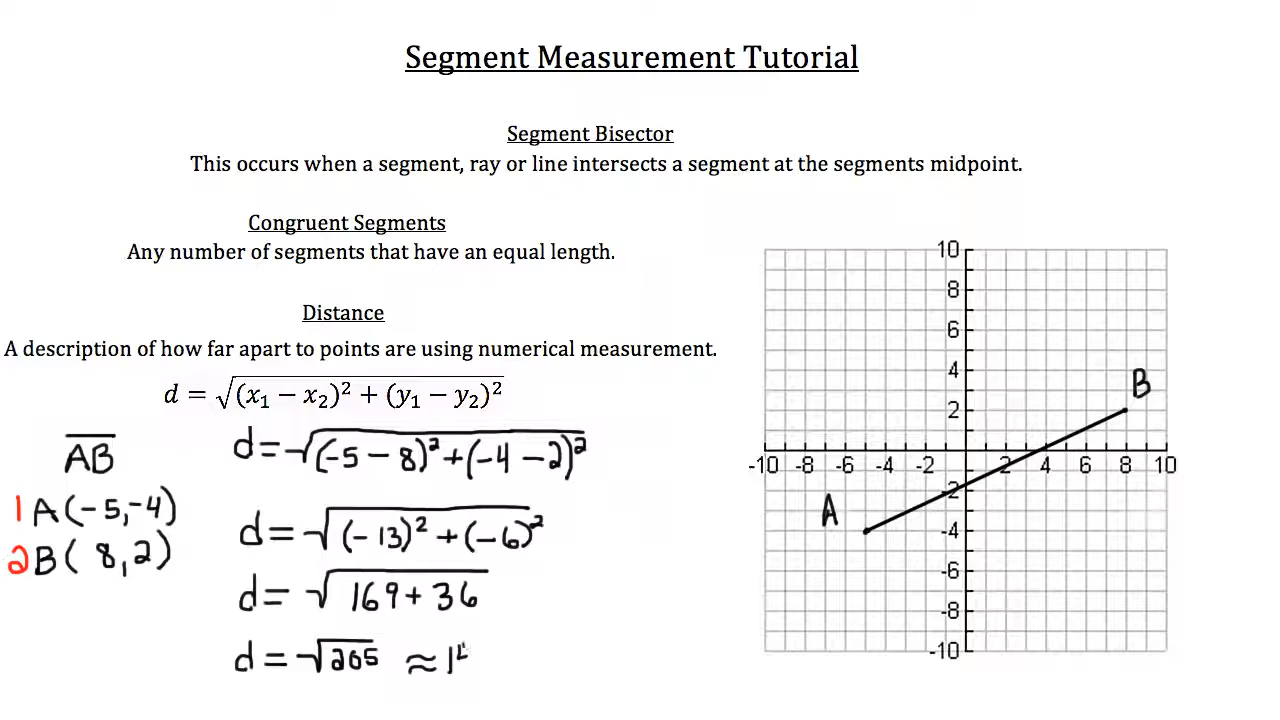 Segment Measurement Tutorial
Segment Bisector
This occurs when a segment, ray or line intersects a segment at the segments midpoint.
Congruent Segments
Any number of segments that have an equal length.
Distance
A description of how far apart to points are using numerical measurement.
d = √(x₁ − x₂)² + (y₁ − y₂)²
AB
1 A(-5,-4)
2 B( 8,2)
d=√(-5-8)²+(-4-2)²
d=√(-13)²+(-6)²
d=√169+36
d=√205 ≈14
10
8
6
4
2
-10 -8 -6 -4 -2 2 4 6 8 10
-2
-4
-6
-8
-10
A
B